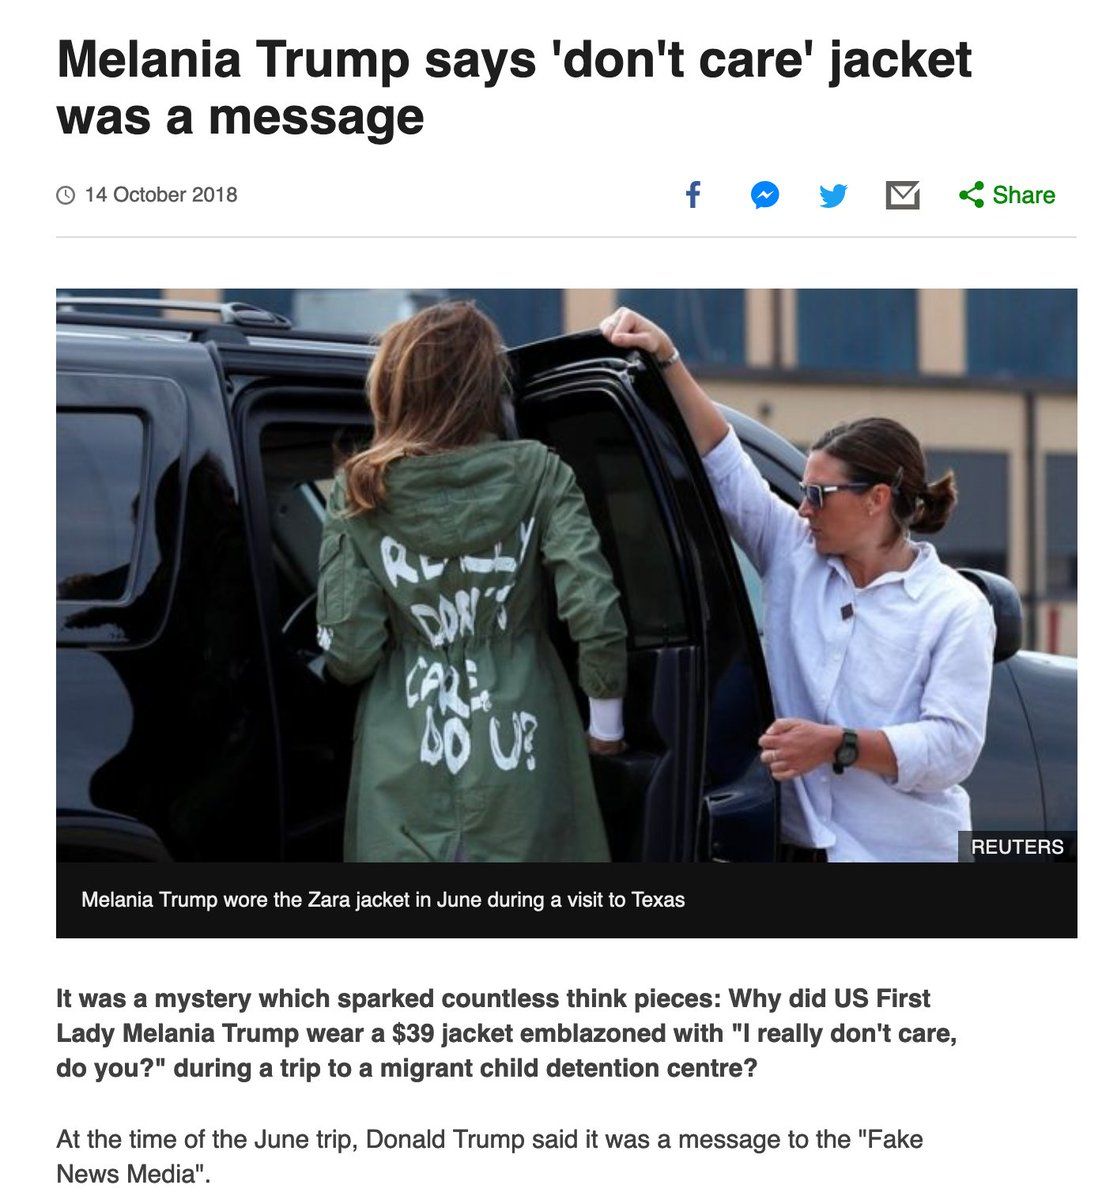 Melania Trump says 'don't care' jacket
was a message
14 October 2018
Share
REALLY
DON'T
CARE,
DO U?
REUTERS
Melania Trump wore the Zara jacket in June during a visit to Texas
It was a mystery which sparked countless think pieces: Why did US First
Lady Melania Trump wear a $39 jacket emblazoned with "I really don't care,
do you?" during a trip to a migrant child detention centre?
At the time of the June trip, Donald Trump said it was a message to the "Fake
News Media".